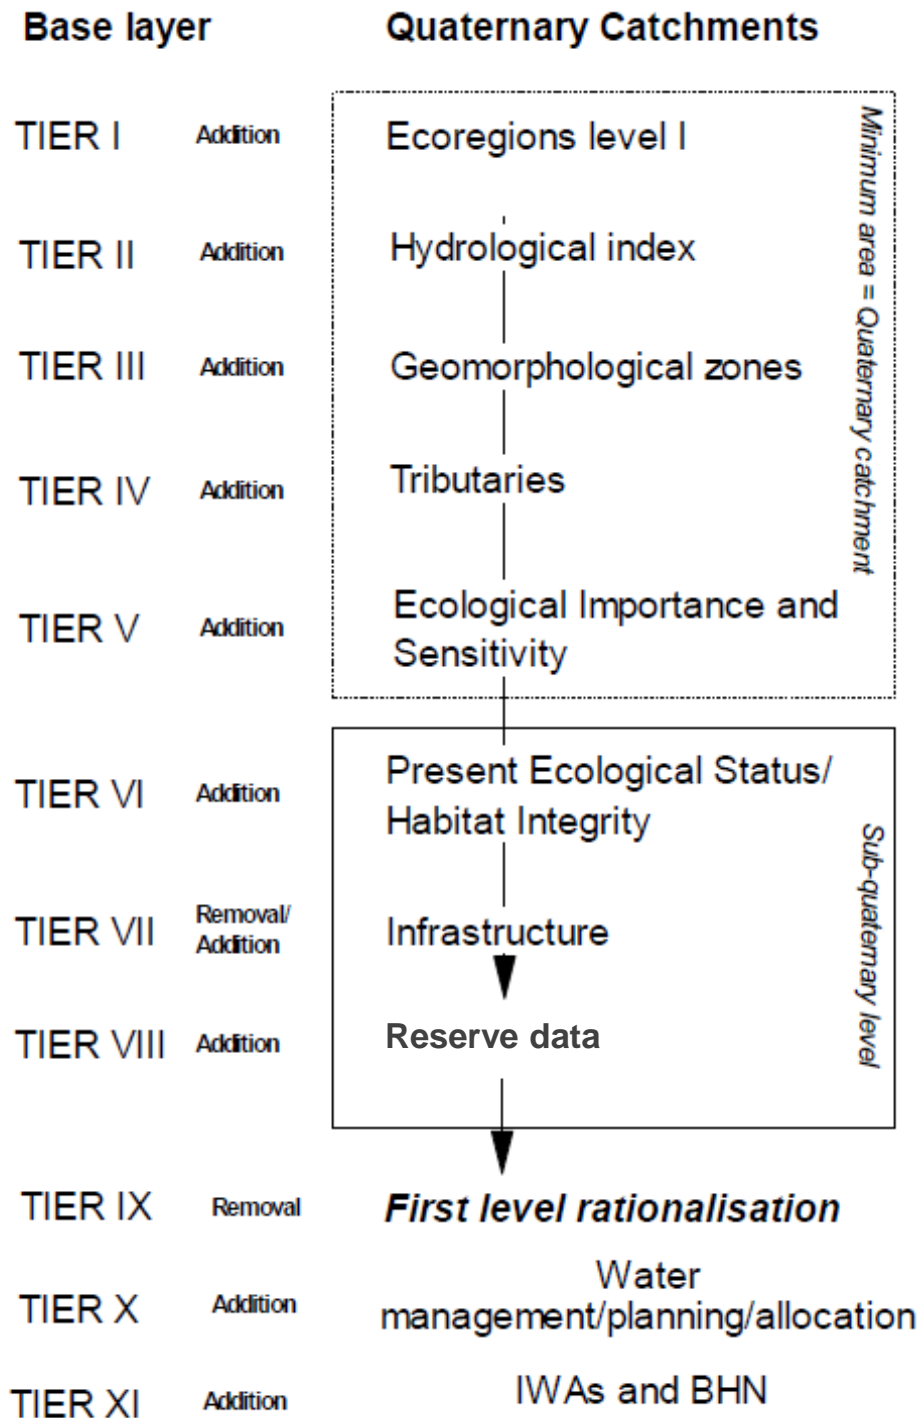 Base layer Quaternary Catchments
TIER I Addition Ecoregions level I
TIER II Addition Hydrological index
TIER III Addition Geomorphological zones
TIER IV Addition Tributaries
TIER V Addition Ecological Importance and
Sensitivity
Minimum area = Quaternary catchment
TIER VI Addition Present Ecological Status/
Habitat Integrity
TIER VII Removal/
Addition Infrastructure
TIER VIII Addition Reserve data
Sub-quaternary level
TIER IX Removal First level rationalisation
TIER X Addition Water
management/planning/allocation
TIER XI Addition IWAs and BHN